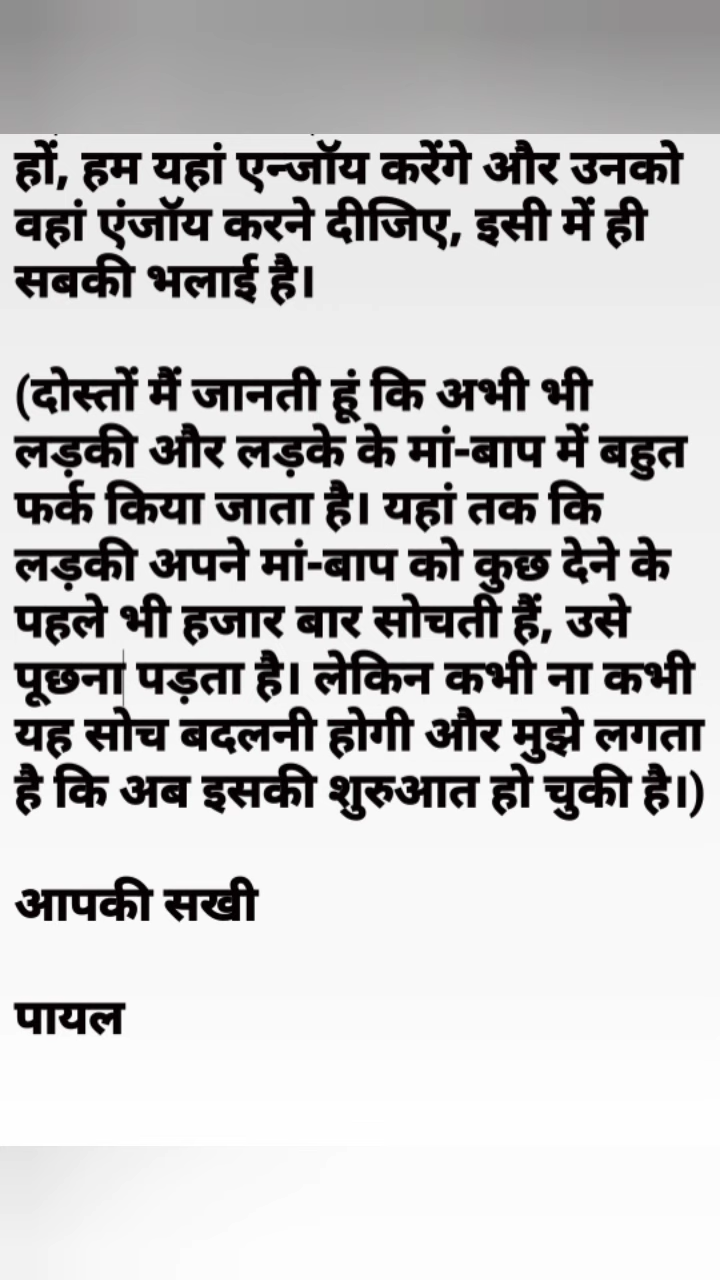 हों, हम यहां एन्जॉय करेंगे और उनको
वहां एंजॉय करने दीजिए, इसी में ही
सबकी भलाई है।
(दोस्तों मैं जानती हूं कि अभी भी
लड़की और लड़के के मां-बाप में बहुत
फर्क किया जाता है। यहां तक कि
लड़की अपने मां-बाप को कुछ देने के
पहले भी हजार बार सोचती हैं, उसे
पूछना पड़ता है। लेकिन कभी ना कभी
यह सोच बदलनी होगी और मुझे लगता
है कि अब इसकी शुरुआत हो चुकी है।)
आपकी सखी
पायल